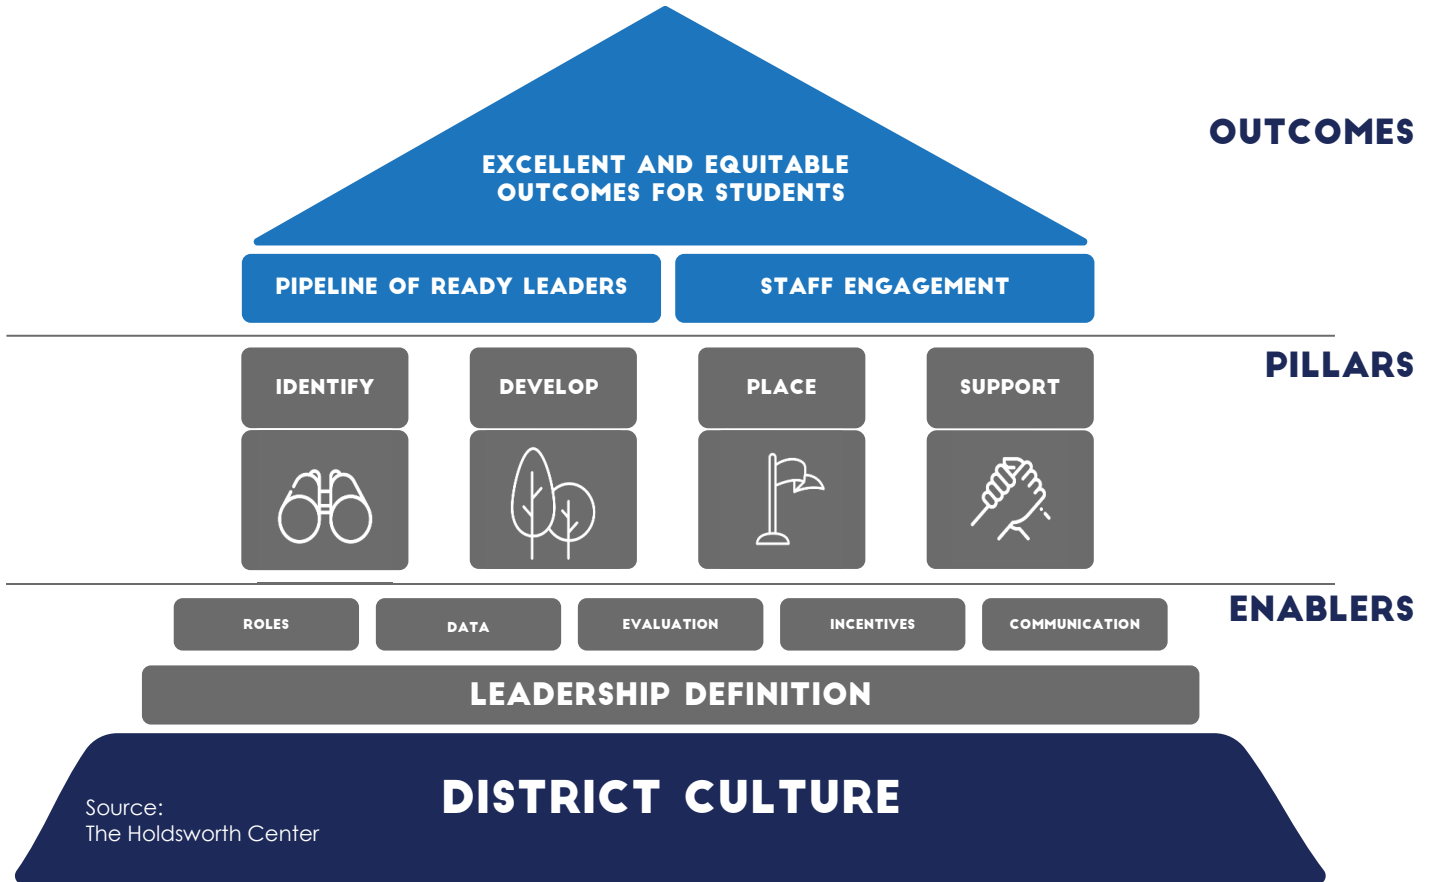 OUTCOMES
EXCELLENT AND EQUITABLE
OUTCOMES FOR STUDENTS
PIPELINE OF READY LEADERS
STAFF ENGAGEMENT
PILLARS
IDENTIFY
DEVELOP
PLACE
SUPPORT
ENABLERS
ROLES
DATA
EVALUATION
INCENTIVES
COMMUNICATION
LEADERSHIP DEFINITION
DISTRICT CULTURE
Source:
The Holdsworth Center